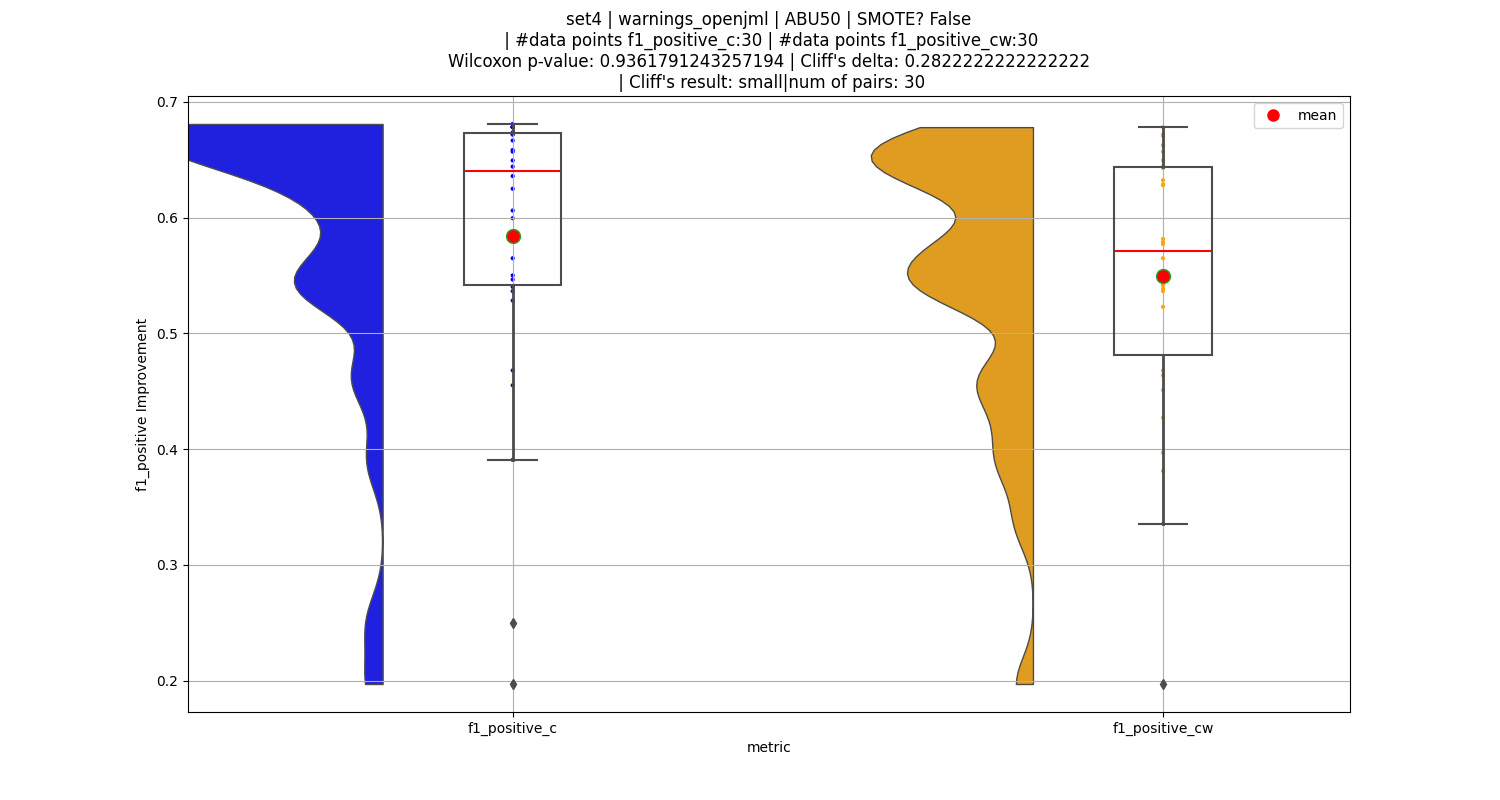 set4 | warnings_openjml | ABU50 | SMOTE? False
| #data points f1_positive_c:30 | #data points f1_positive_cw:30
Wilcoxon p-value: 0.9361791243257194 | Cliff's delta: 0.2822222222222222
| Cliff's result: small|num of pairs: 30
mean
0.7
0.6
0.5
0.4
0.3
0.2
f1_positive Improvement
f1_positive_c
f1_positive_cw
metric